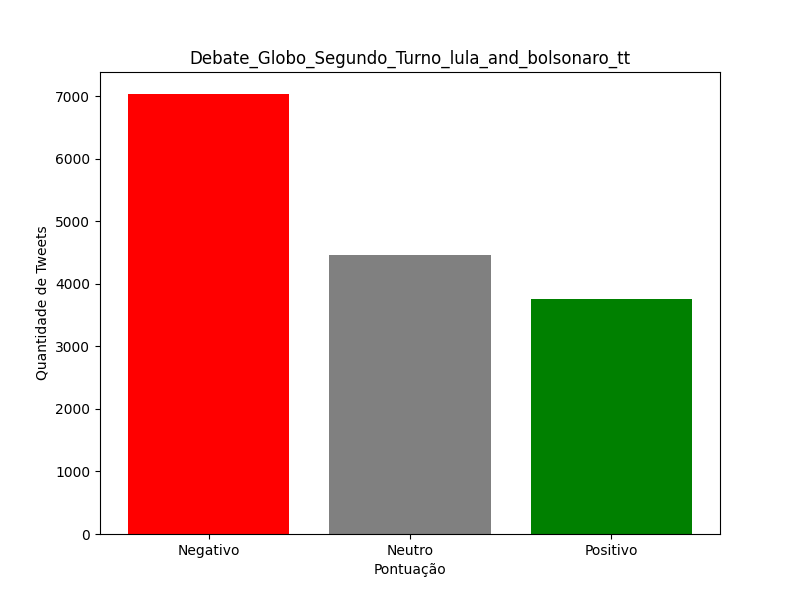 Debate_Globo_Segundo_Turno_lula_and_bolsonaro_tt
7000
6000
5000
4000
3000
2000
1000
0
Quantidade de Tweets
Negativo
Neutro
Positivo
Pontuação